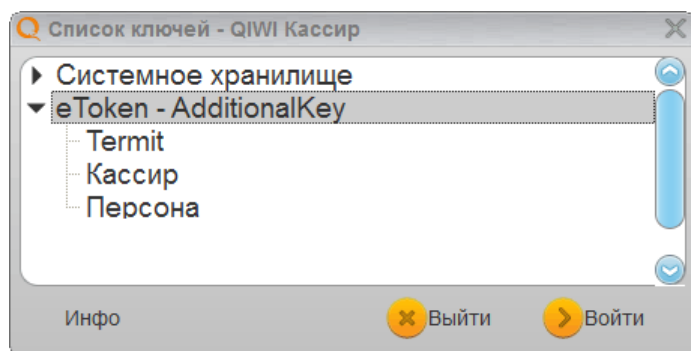 Список ключей - QIWI Кассир
Системное хранилище
eToken - AdditionalKey
Termit
Кассир
Персона
Инфо
Выйти
Войти